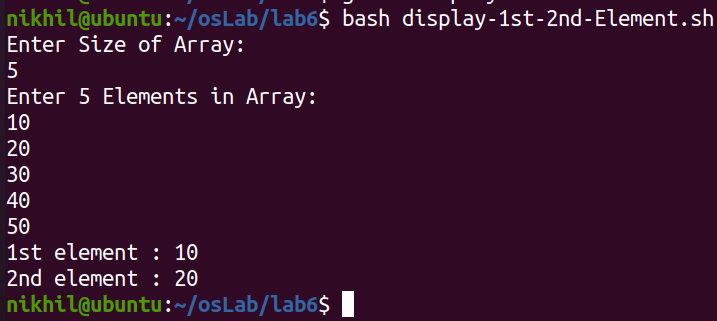 nikhil@ubuntu:~/osLab/lab6$ bash display-1st-2nd-Element.sh
Enter Size of Array:
5
Enter 5 Elements in Array:
10
20
30
40
50
1st element : 10
2nd element : 20
nikhil@ubuntu:~/osLab/lab6$